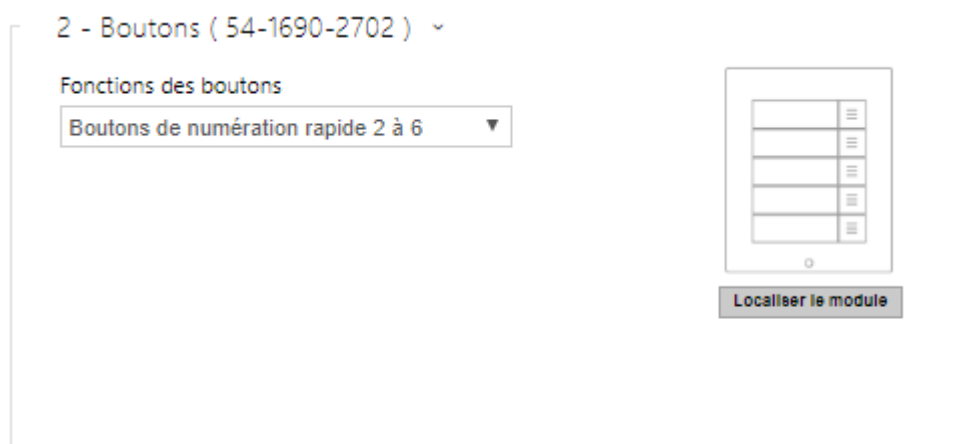 2 - Boutons ( 54-1690-2702 )
Fonctions des boutons
Boutons de numération rapide 2 à 6
Localiser le module